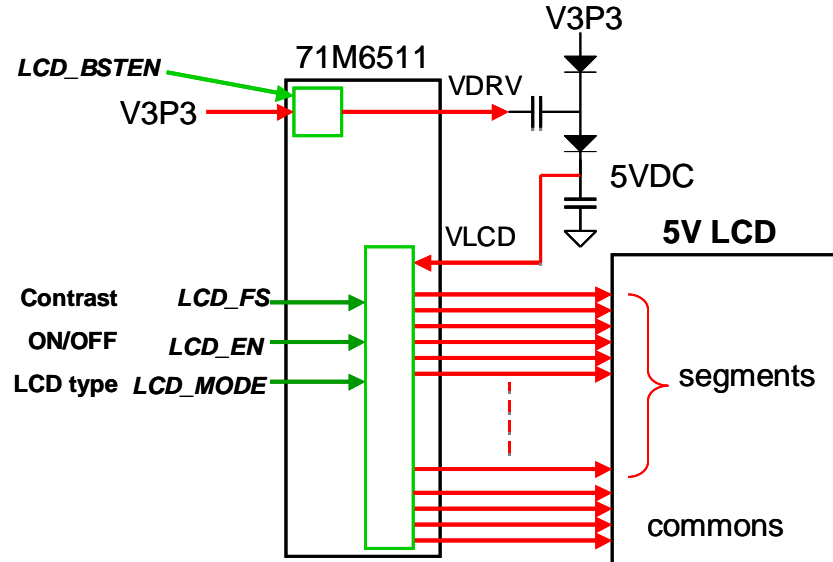 V3P3
71M6511
LCD_BSTEN
VDRV
V3P3
5VDC
VLCD
5V LCD
Contrast LCD_FS
ON/OFF LCD_EN
LCD type LCD_MODE
segments
commons